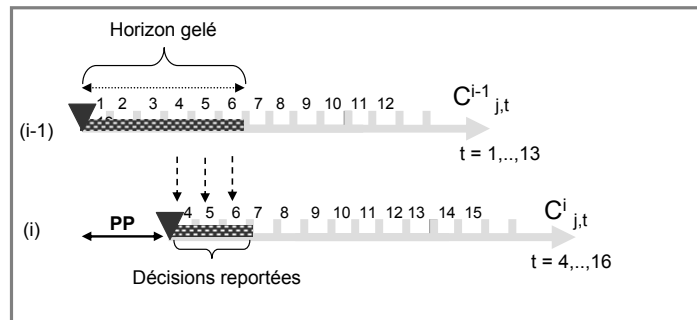 Horizon gelé
1 2 3 4 5 6 7 8 9 10 11 12
C i-1 j,t
(i-1)
t = 1,..,13
4 5 6 7 8 9 10 11 12 13 14 15
C i j,t
(i)
PP
t = 4,..,16
Décisions reportées